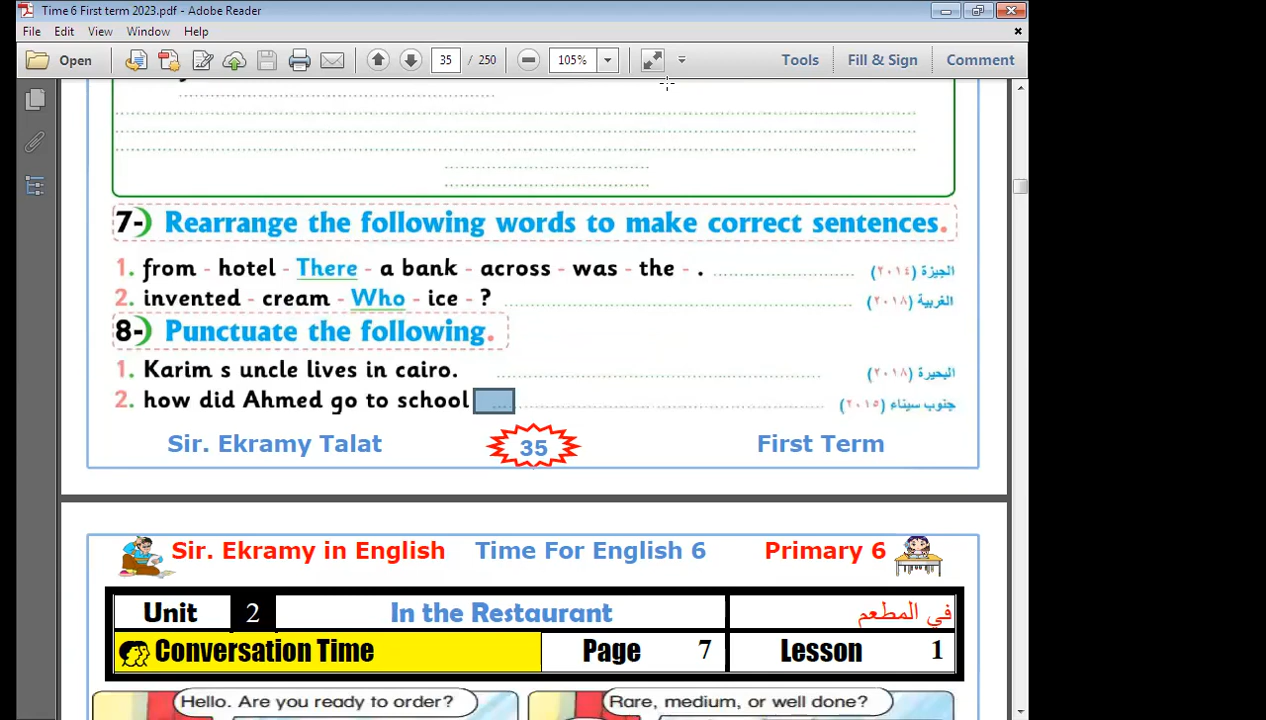 Time 6 First term 2023.pdf - Adobe Reader
File Edit View Window Help
Open 35 / 250 105% Tools Fill & Sign Comment
7-) Rearrange the following words to make correct sentences.
1. from - hotel - There - a bank - across - was - the - . الجيزة (٢٠١٤)
2. invented - cream - Who - ice - ? الغربية (٢٠١٨)
8-) Punctuate the following.
1. Karim s uncle lives in cairo. البحيرة (٢٠١٨)
2. how did Ahmed go to school جنوب سيناء (٢٠١٥)
Sir. Ekramy Talat 35 First Term
Sir. Ekramy in English Time For English 6 Primary 6
Unit 2 In the Restaurant في المطعم
Conversation Time Page 7 Lesson 1
Hello. Are you ready to order? Rare, medium, or well done?